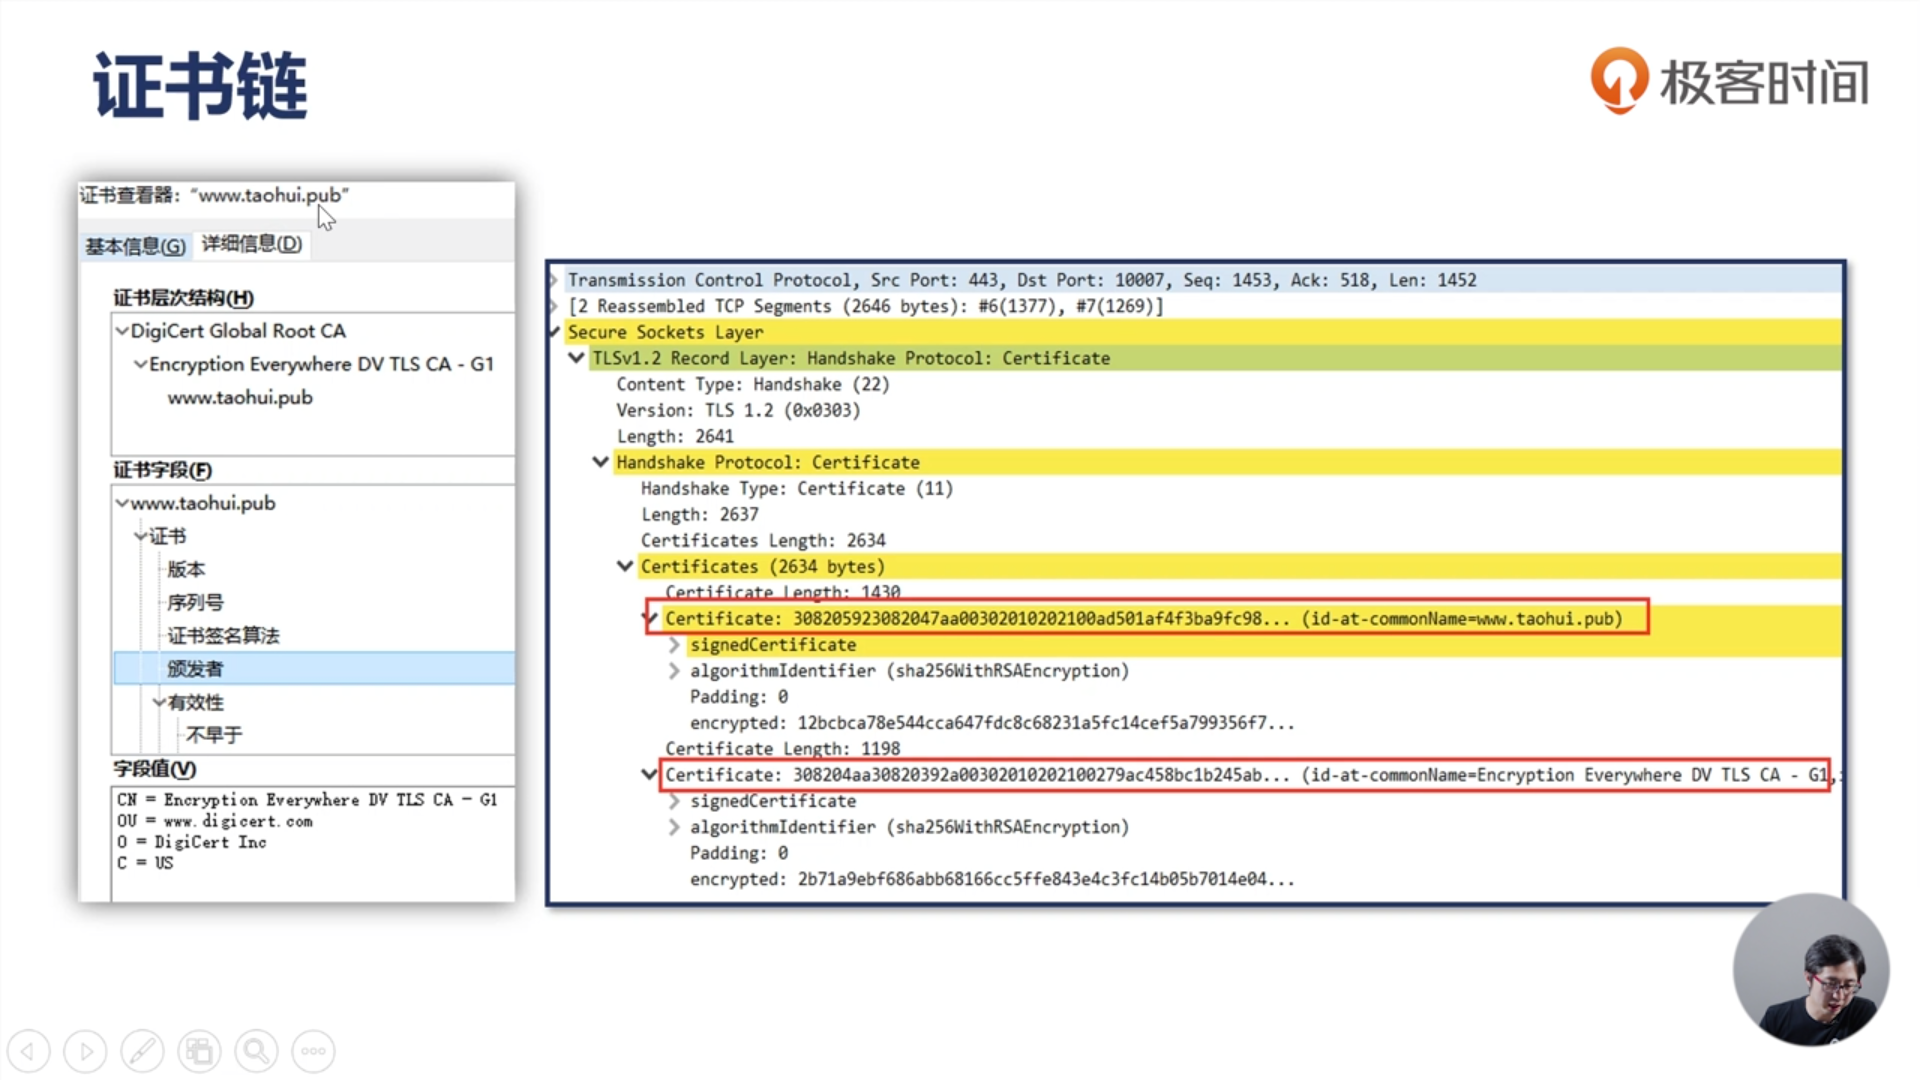 证书链
极客时间
证书查看器：“www.taohui.pub”
基本信息(G) 详细信息(D)
证书层次结构(H)
DigiCert Global Root CA
Encryption Everywhere DV TLS CA - G1
www.taohui.pub
证书字段(F)
www.taohui.pub
证书
版本
序列号
证书签名算法
颁发者
有效性
不早于
字段值(V)
CN = Encryption Everywhere DV TLS CA - G1
OU = www.digicert.com
O = DigiCert Inc
C = US
Transmission Control Protocol, Src Port: 443, Dst Port: 10007, Seq: 1453, Ack: 518, Len: 1452
[2 Reassembled TCP Segments (2646 bytes): #6(1377), #7(1269)]
Secure Sockets Layer
TLSv1.2 Record Layer: Handshake Protocol: Certificate
Content Type: Handshake (22)
Version: TLS 1.2 (0x0303)
Length: 2641
Handshake Protocol: Certificate
Handshake Type: Certificate (11)
Length: 2637
Certificates Length: 2634
Certificates (2634 bytes)
Certificate Length: 1430
Certificate: 308205923082047aa00302010202100ad501af4f3ba9fc98... (id-at-commonName=www.taohui.pub)
signedCertificate
algorithmIdentifier (sha256WithRSAEncryption)
Padding: 0
encrypted: 12bcbca78e544cca647fdc8c68231a5fc14cef5a799356f7...
Certificate Length: 1198
Certificate: 308204aa30820392a00302010202100279ac458bc1b245ab... (id-at-commonName=Encryption Everywhere DV TLS CA - G1,
signedCertificate
algorithmIdentifier (sha256WithRSAEncryption)
Padding: 0
encrypted: 2b71a9ebf686abb68166cc5ffe843e4c3fc14b05b7014e04...